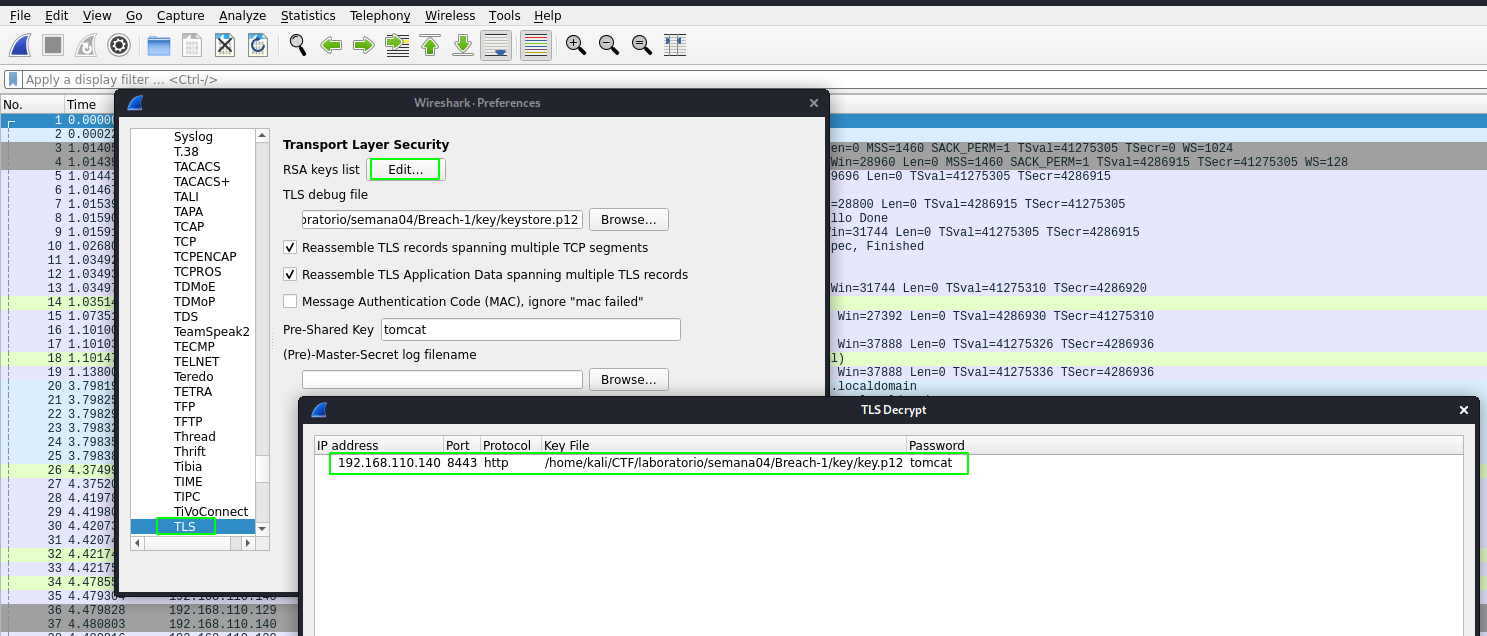 File Edit View Go Capture Analyze Statistics Telephony Wireless Tools Help
Apply a display filter ... <Ctrl-/>
No. Time
Wireshark · Preferences
Syslog
T.38
TACACS
TACACS+
TALI
TAPA
TCAP
TCP
TCPENCAP
TCPROS
TDMoE
TDMoP
TDS
TeamSpeak2
TECMP
TELNET
Teredo
TETRA
TFP
TFTP
Thread
Thrift
Tibia
TIME
TIPC
TiVoConnect
TLS
Transport Layer Security
RSA keys list Edit...
TLS debug file
oratorio/semana04/Breach-1/key/keystore.p12 Browse...
Reassemble TLS records spanning multiple TCP segments
Reassemble TLS Application Data spanning multiple TLS records
Message Authentication Code (MAC), ignore "mac failed"
Pre-Shared Key tomcat
(Pre)-Master-Secret log filename
Browse...
TLS Decrypt
IP address Port Protocol Key File Password
192.168.110.140 8443 http /home/kali/CTF/laboratorio/semana04/Breach-1/key/key.p12 tomcat
1 0.0000
2 0.00022
3 1.01405 en=0 MSS=1460 SACK_PERM=1 TSval=41275305 TSecr=0 WS=1024
4 1.01439 Win=28960 Len=0 MSS=1460 SACK_PERM=1 TSval=4286915 TSecr=41275305 WS=128
5 1.01441 9696 Len=0 TSval=41275305 TSecr=4286915
6 1.01467
7 1.01539 =28800 Len=0 TSval=4286915 TSecr=41275305
8 1.01590 llo Done
9 1.01591 in=31744 Len=0 TSval=41275305 TSecr=4286915
10 1.02680 pec, Finished
11 1.03492
12 1.03493
13 1.03497 Win=31744 Len=0 TSval=41275310 TSecr=4286920
14 1.03514
15 1.07351 Win=27392 Len=0 TSval=4286930 TSecr=41275310
16 1.10100
17 1.10103 Win=37888 Len=0 TSval=41275326 TSecr=4286936
18 1.10147 l)
19 1.13800 Win=37888 Len=0 TSval=41275336 TSecr=4286936
20 3.79819 .localdomain
21 3.79825
22 3.79829
23 3.79832
24 3.79835
25 3.79838
26 4.37499
27 4.37520
28 4.41978
29 4.41980
30 4.42073
31 4.42074
32 4.42174
33 4.42175
34 4.47855
35 4.479304 192.168.110.140
36 4.479828 192.168.110.129
37 4.480803 192.168.110.140